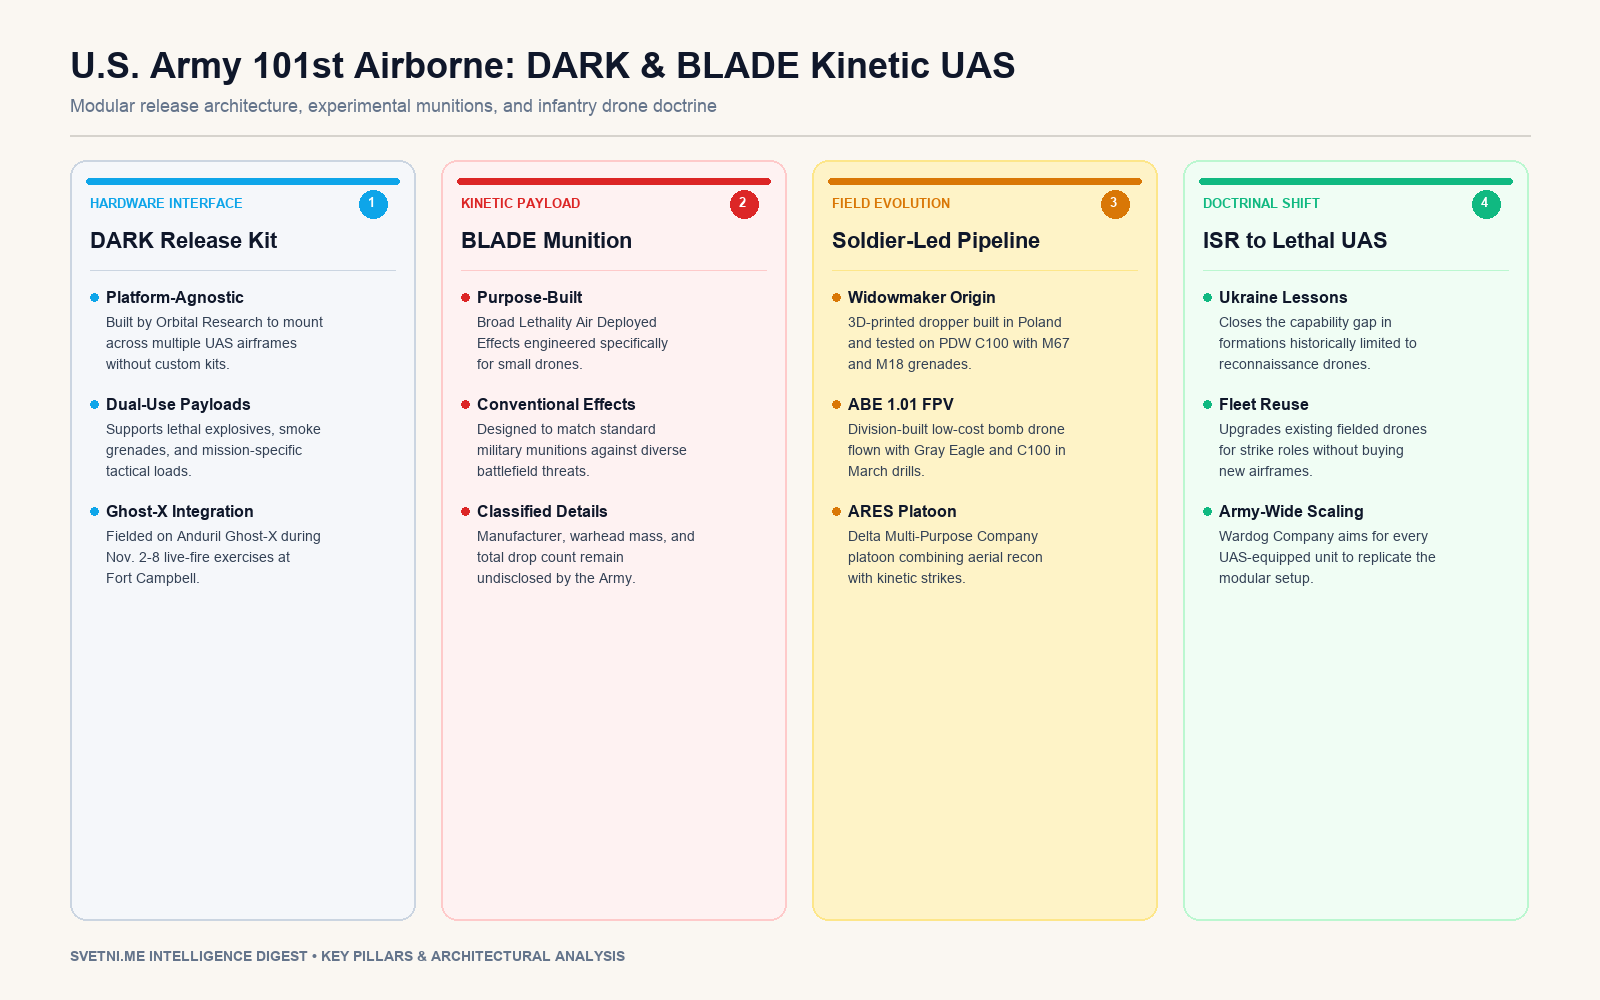 U.S. Army 101st Airborne: DARK & BLADE Kinetic UAS
Modular release architecture, experimental munitions, and infantry drone doctrine
HARDWARE INTERFACE
1
DARK Release Kit
Platform-Agnostic
Built by Orbital Research to mount
across multiple UAS airframes
without custom kits.
Dual-Use Payloads
Supports lethal explosives, smoke
grenades, and mission-specific
tactical loads.
Ghost-X Integration
Fielded on Anduril Ghost-X during
Nov. 2-8 live-fire exercises at
Fort Campbell.
KINETIC PAYLOAD
2
BLADE Munition
Purpose-Built
Broad Lethality Air Deployed
Effects engineered specifically
for small drones.
Conventional Effects
Designed to match standard
military munitions against diverse
battlefield threats.
Classified Details
Manufacturer, warhead mass, and
total drop count remain
undisclosed by the Army.
FIELD EVOLUTION
3
Soldier-Led Pipeline
Widowmaker Origin
3D-printed dropper built in Poland
and tested on PDW C100 with M67
and M18 grenades.
ABE 1.01 FPV
Division-built low-cost bomb drone
flown with Gray Eagle and C100 in
March drills.
ARES Platoon
Delta Multi-Purpose Company
platoon combining aerial recon
with kinetic strikes.
DOCTRINAL SHIFT
4
ISR to Lethal UAS
Ukraine Lessons
Closes the capability gap in
formations historically limited to
reconnaissance drones.
Fleet Reuse
Upgrades existing fielded drones
for strike roles without buying
new airframes.
Army-Wide Scaling
Wardog Company aims for every
UAS-equipped unit to replicate the
modular setup.
SVETNI.ME INTELLIGENCE DIGEST • KEY PILLARS & ARCHITECTURAL ANALYSIS